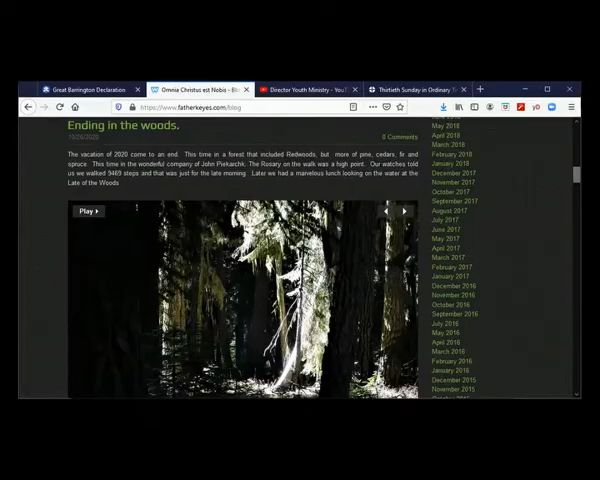 Great Barrington Declaration
Omnia Christus est Nobis - Bl
Director Youth Ministry - YouT
Thirtieth Sunday in Ordinary T
https://www.fatherkeyes.com/blog
Ending in the woods.
10/26/2020
0 Comments
The vacation of 2020 come to an end. This time in a forest that included Redwoods, but more of pine, cedars, fir and
spruce. This time in the wonderful company of John Piekarchk. The Rosary on the walk was a high point. Our watches told
us we walked 9469 steps and that was just for the late morning. Later we had a marvelous lunch looking on the water at the
Late of the Woods
Play
May 2018
April 2018
March 2018
February 2018
January 2018
December 2017
November 2017
October 2017
September 2017
August 2017
July 2017
June 2017
May 2017
April 2017
March 2017
February 2017
January 2017
December 2016
November 2016
October 2016
September 2016
July 2016
May 2016
April 2016
March 2016
February 2016
January 2016
December 2015
November 2015